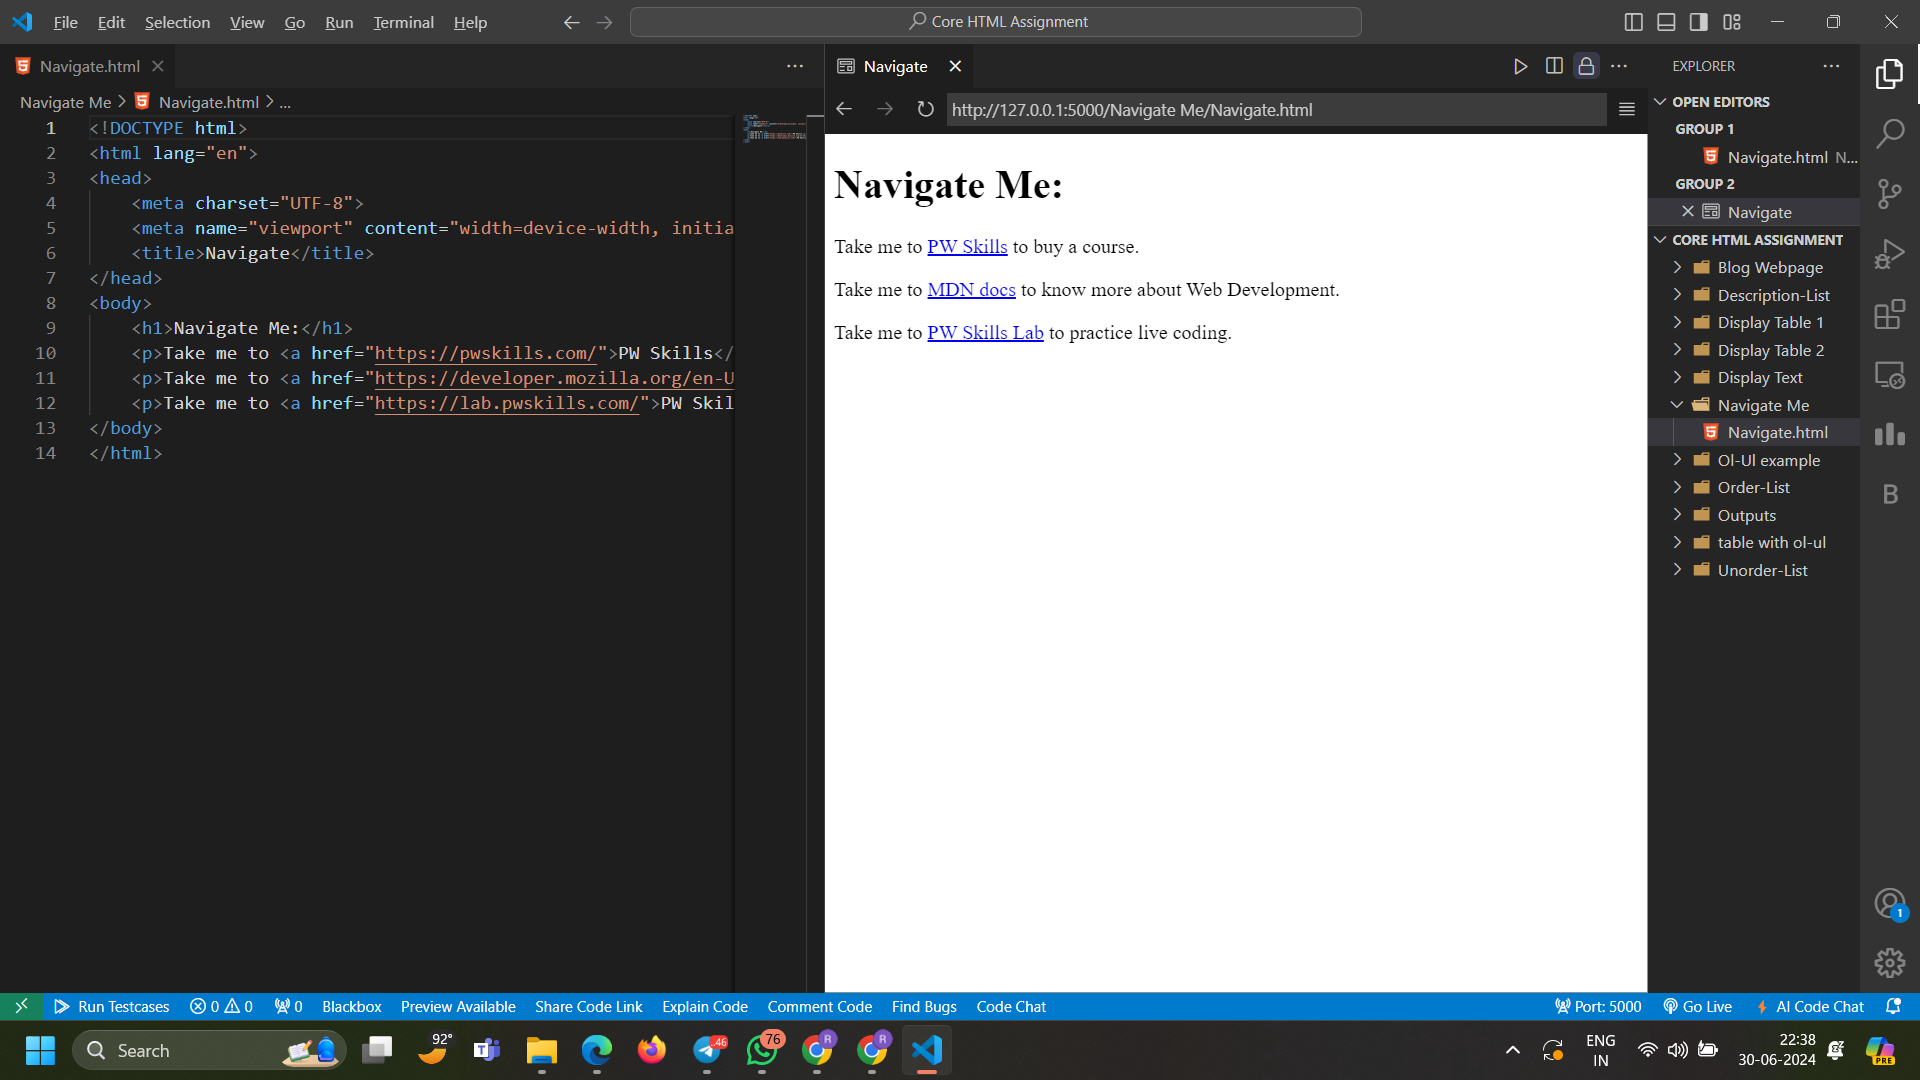 File Edit Selection View Go Run Terminal Help
Core HTML Assignment
Navigate.html
Navigate Me > Navigate.html > ...
1 <!DOCTYPE html>
2 <html lang="en">
3 <head>
4 <meta charset="UTF-8">
5 <meta name="viewport" content="width=device-width, initia
6 <title>Navigate</title>
7 </head>
8 <body>
9 <h1>Navigate Me:</h1>
10 <p>Take me to <a href="https://pwskills.com/">PW Skills</
11 <p>Take me to <a href="https://developer.mozilla.org/en-U
12 <p>Take me to <a href="https://lab.pwskills.com/">PW Skil
13 </body>
14 </html>
Navigate
http://127.0.0.1:5000/Navigate Me/Navigate.html
Navigate Me:
Take me to PW Skills to buy a course.
Take me to MDN docs to know more about Web Development.
Take me to PW Skills Lab to practice live coding.
EXPLORER
OPEN EDITORS
GROUP 1
Navigate.html N...
GROUP 2
Navigate
CORE HTML ASSIGNMENT
Blog Webpage
Description-List
Display Table 1
Display Table 2
Display Text
Navigate Me
Navigate.html
Ol-Ul example
Order-List
Outputs
table with ol-ul
Unorder-List
B
1
Run Testcases 0 0 0 Blackbox Preview Available Share Code Link Explain Code Comment Code Find Bugs Code Chat Port: 5000 Go Live AI Code Chat
Search
92°
.46
76
R
R
ENG
IN
22:38
30-06-2024
PRE